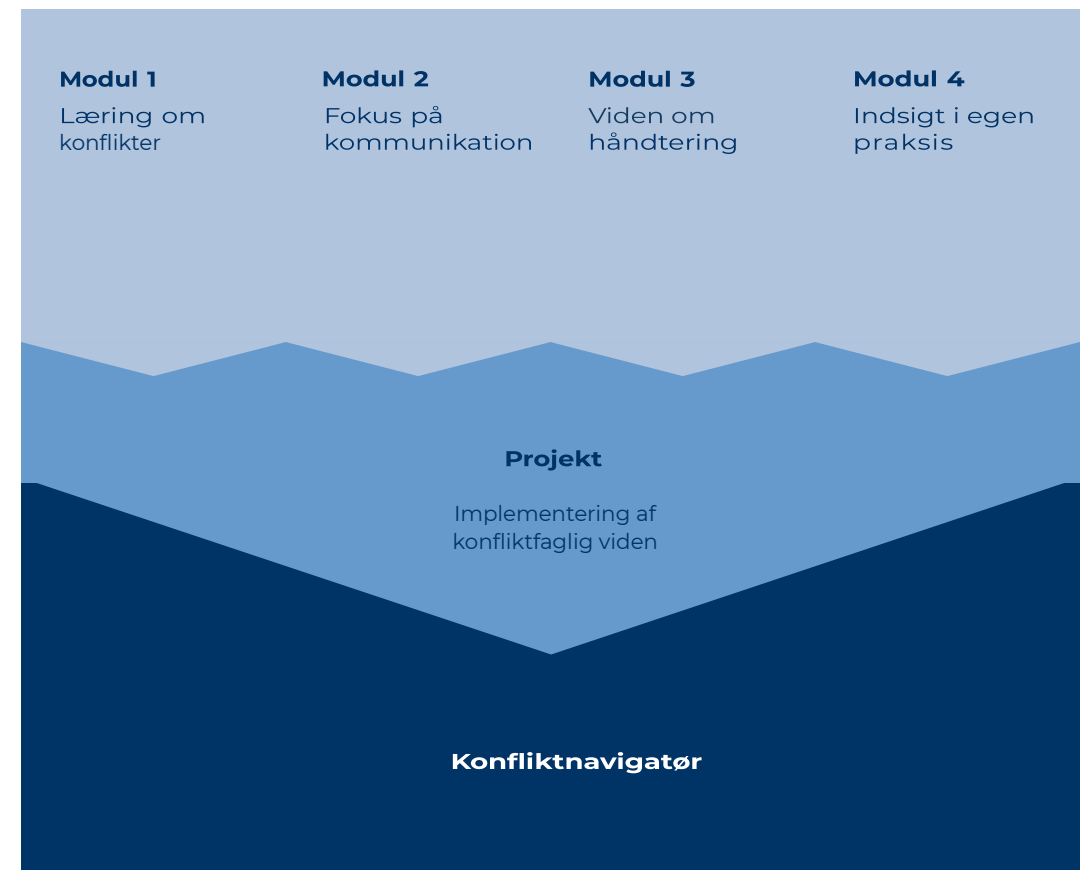 Modul 1
Læring om
konflikter
Modul 2
Fokus på
kommunikation
Modul 3
Viden om
håndtering
Modul 4
Indsigt i egen
praksis
Projekt
Implementering af
konfliktfaglig viden
Konfliktnavigatør